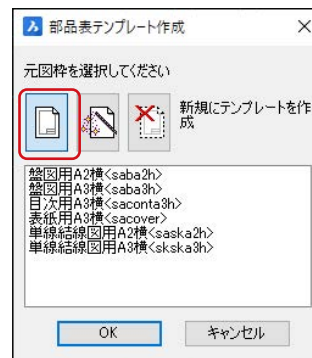 部品表テンプレート作成
元図枠を選択してください
新規にテンプレートを作
成
盤図用A2横<saba2h>
盤図用A3横<saba3h>
目次用A3横<saconta3h>
表紙用A3横<sacover>
単線結線図用A2横<saska2h>
単線結線図用A3横<skska3h>
OK キャンセル